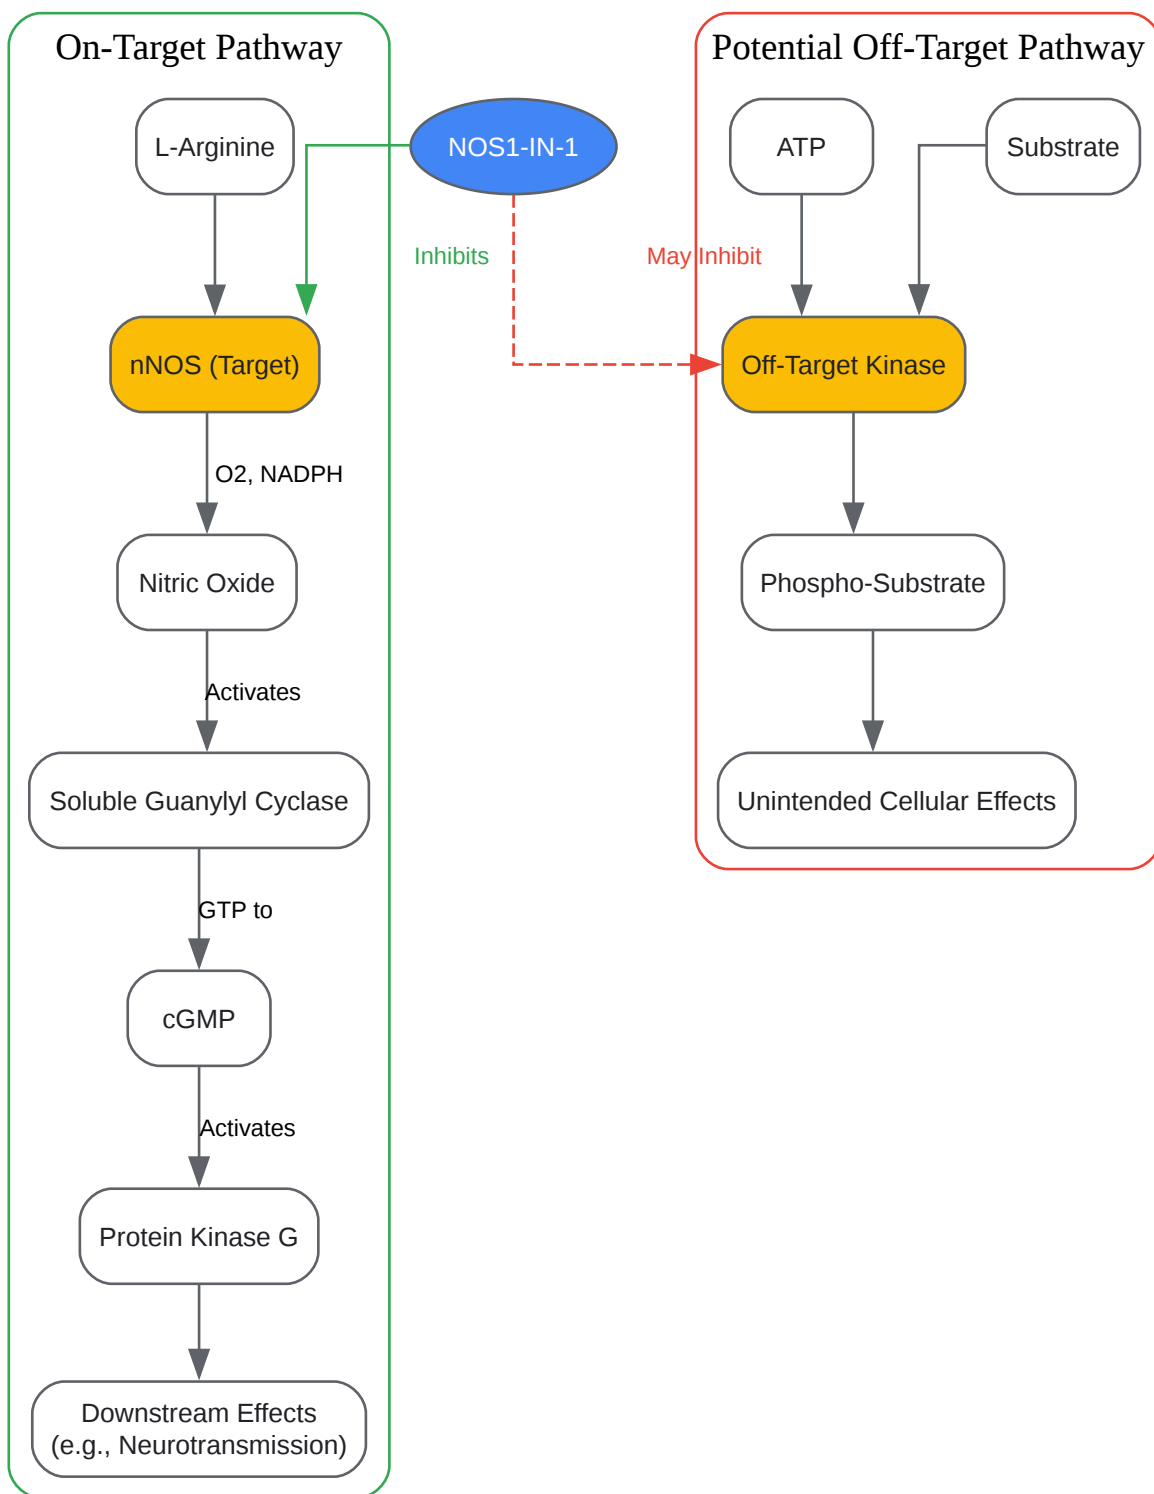 On-Target Pathway
Potential Off-Target Pathway
L-Arginine
NOS1-IN-1
ATP
Substrate
Inhibits
May Inhibit
nNOS (Target)
Off-Target Kinase
O2, NADPH
Nitric Oxide
Phospho-Substrate
Activates
Soluble Guanylyl Cyclase
Unintended Cellular Effects
GTP to
cGMP
Activates
Protein Kinase G
Downstream Effects
(e.g., Neurotransmission)